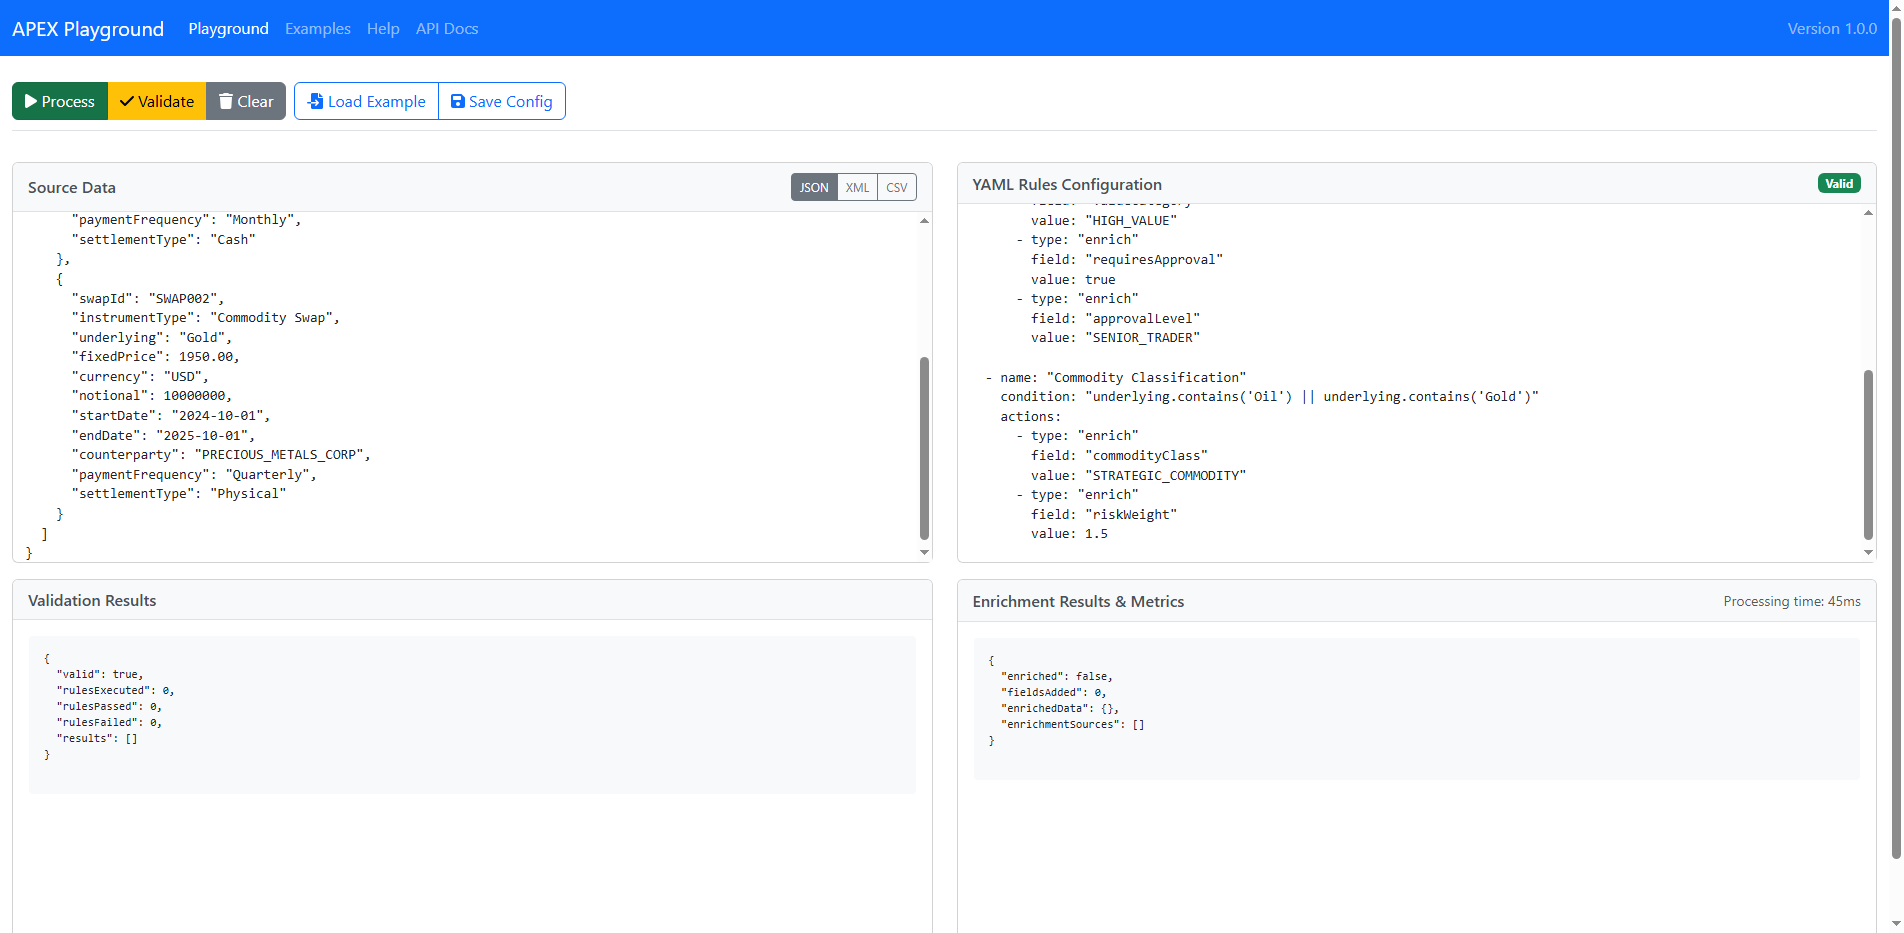 APEX Playground Playground Examples Help API Docs Version 1.0.0
Process Validate Clear Load Example Save Config
Source Data JSON XML CSV
"paymentFrequency": "Monthly",
"settlementType": "Cash"
},
{
"swapId": "SWAP002",
"instrumentType": "Commodity Swap",
"underlying": "Gold",
"fixedPrice": 1950.00,
"currency": "USD",
"notional": 10000000,
"startDate": "2024-10-01",
"endDate": "2025-10-01",
"counterparty": "PRECIOUS_METALS_CORP",
"paymentFrequency": "Quarterly",
"settlementType": "Physical"
}
]
}
YAML Rules Configuration Valid
value: "HIGH_VALUE"
- type: "enrich"
field: "requiresApproval"
value: true
- type: "enrich"
field: "approvalLevel"
value: "SENIOR_TRADER"
- name: "Commodity Classification"
condition: "underlying.contains('Oil') || underlying.contains('Gold')"
actions:
- type: "enrich"
field: "commodityClass"
value: "STRATEGIC_COMMODITY"
- type: "enrich"
field: "riskWeight"
value: 1.5
Validation Results
{
"valid": true,
"rulesExecuted": 0,
"rulesPassed": 0,
"rulesFailed": 0,
"results": []
}
Enrichment Results & Metrics Processing time: 45ms
{
"enriched": false,
"fieldsAdded": 0,
"enrichedData": {},
"enrichmentSources": []
}